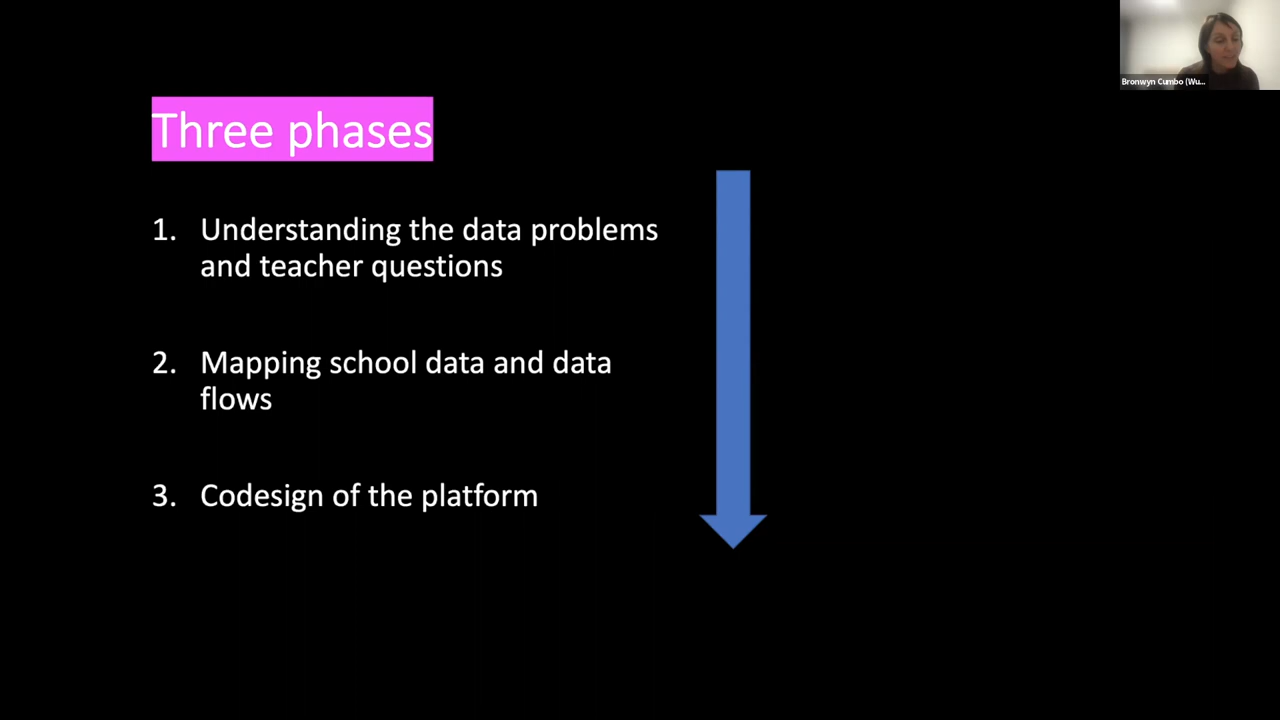 Bronwyn Cumbo (Wu...
Three phases
1. Understanding the data problems
and teacher questions
2. Mapping school data and data
flows
3. Codesign of the platform